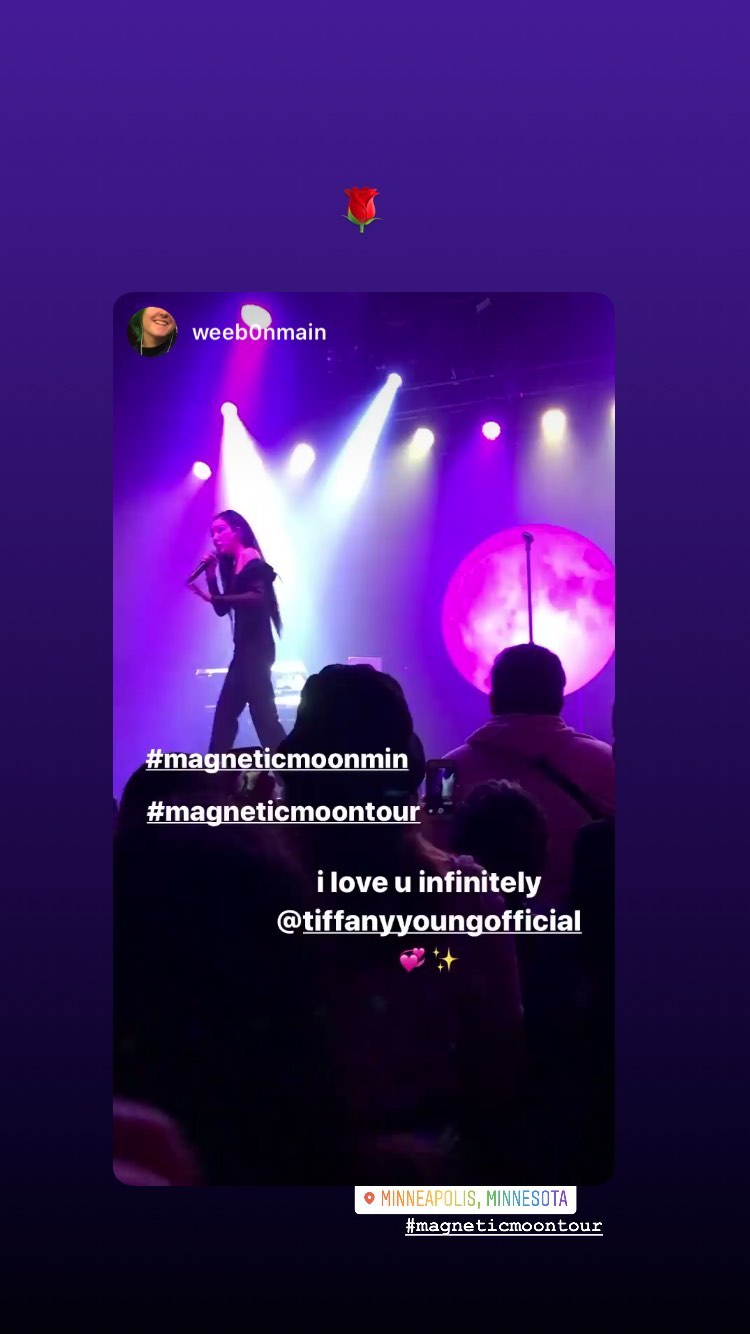 weeb0nmain
#magneticmoonmin
#magneticmoontour
i love u infinitely
@tiffanyyoungofficial
💞✨
MINNEAPOLIS, MINNESOTA
#magneticmoontour